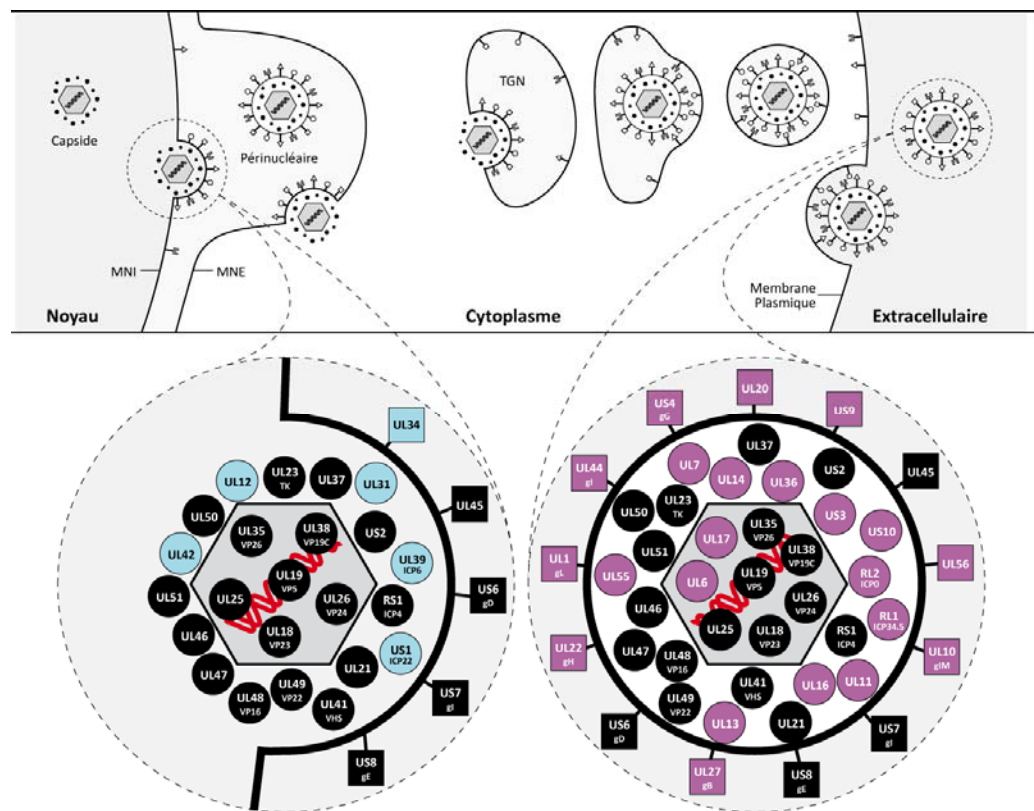 Capside
Périnucléaire
TGN
MNI
MNE
Membrane
Plasmique
Noyau
Cytoplasme
Extracellulaire
UL34
UL12
UL23
TK
UL37
UL31
UL50
UL35
VP26
UL38
VP19C
US2
UL45
UL42
UL39
ICP6
UL19
VP5
UL51
UL25
UL26
VP24
RS1
ICP4
US6
gD
UL46
UL18
VP23
US1
ICP22
UL47
UL21
UL48
VP16
UL49
VP22
UL41
VHS
US7
gI
US8
gE
UL20
US4
gG
US9
UL37
UL7
UL14
UL36
US2
UL45
UL44
gI
UL50
UL23
TK
US3
UL35
VP26
US10
UL17
UL51
UL38
VP19C
UL1
gL
UL55
UL6
UL19
VP5
RL2
ICP0
UL56
UL46
UL26
VP24
RL1
ICP34.5
UL25
UL18
VP23
RS1
ICP4
UL22
gH
UL47
UL48
VP16
UL10
gIM
UL41
VHS
UL16
UL11
UL49
VP22
UL13
UL21
US6
gD
US7
gI
UL27
gB
US8
gE